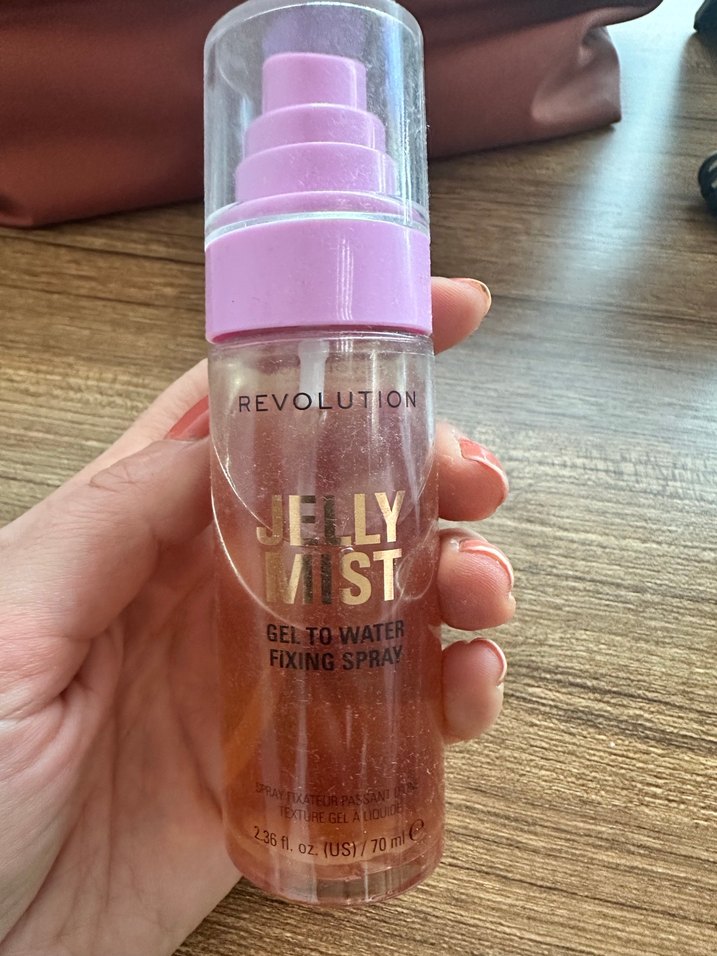 REVOLUTION
JELLY
MIST
GEL TO WATER
FiXING SPRAY
SPRAY FIXATEUR PASSANT D'UNE
TEXTURE GEL À LIQUIDE
2.36 fl. oz. (US) / 70 ml ℮